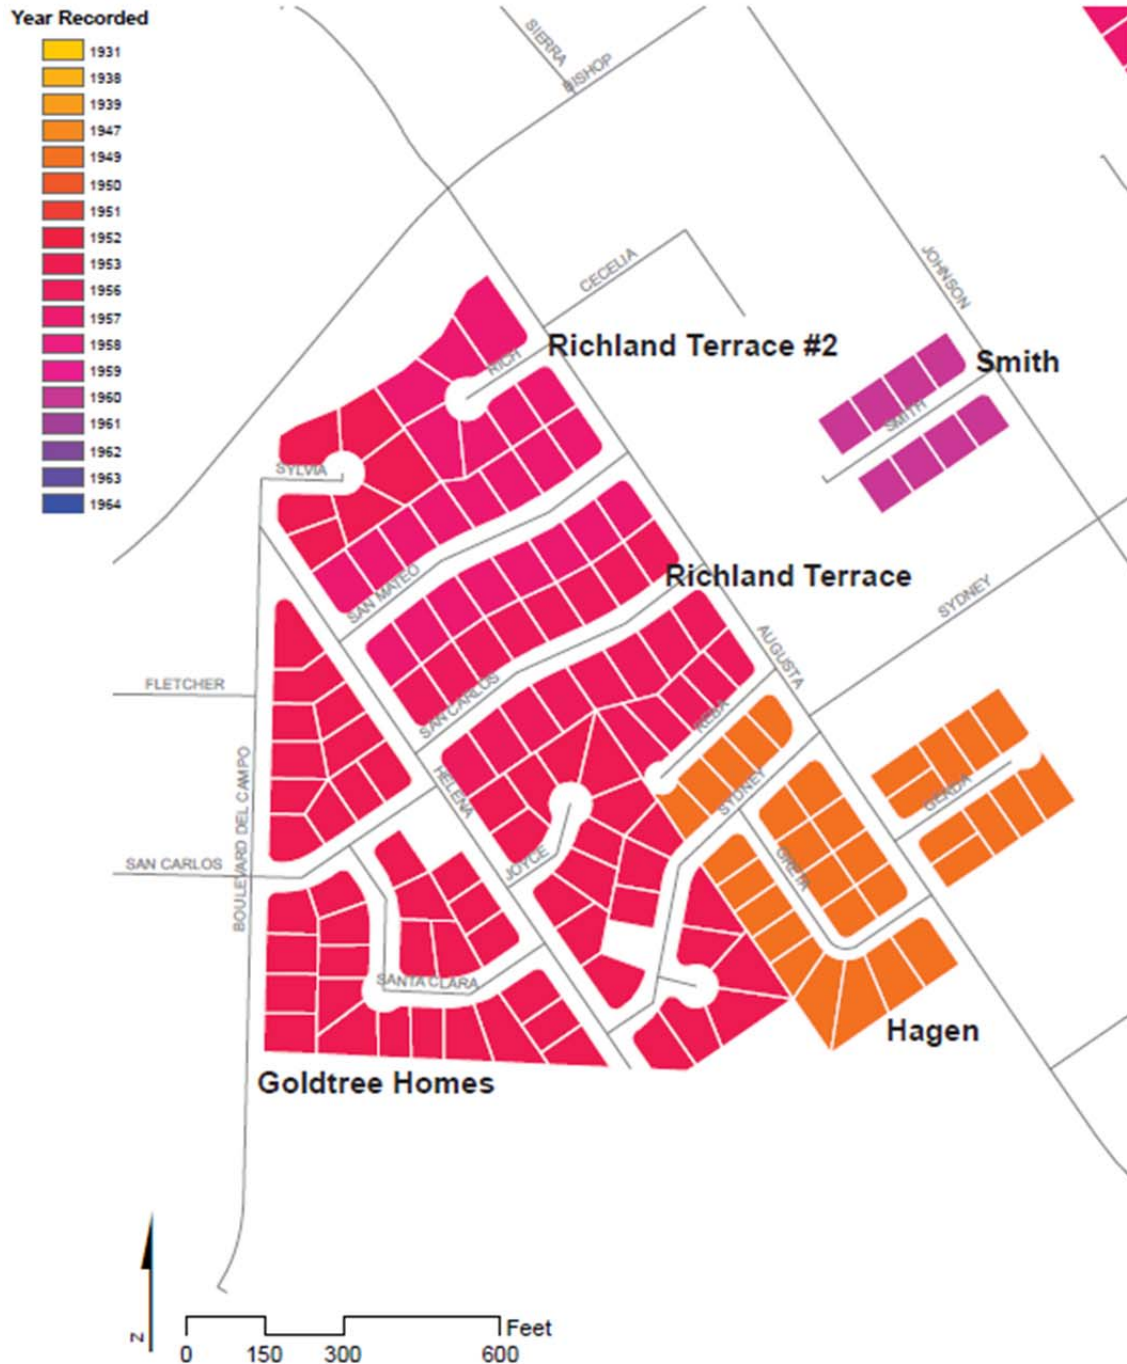 Year Recorded
1931
1938
1939
1947
1949
1950
1951
1952
1953
1956
1957
1958
1959
1960
1961
1962
1963
1964
SIERRA
BISHOP
CECELIA
JOHNSON
Richland Terrace #2
Smith
RICH
SMITH
SYLVIA
SAN MATEO
Richland Terrace
SYDNEY
AUGUSTA
FLETCHER
SAN CARLOS
REBA
HELENA
BOULEVARD DEL CAMPO
SYDNEY
GERDA
JOYCE
GRETA
SAN CARLOS
SANTA CLARA
Hagen
Goldtree Homes
Z
Feet
0 150 300 600